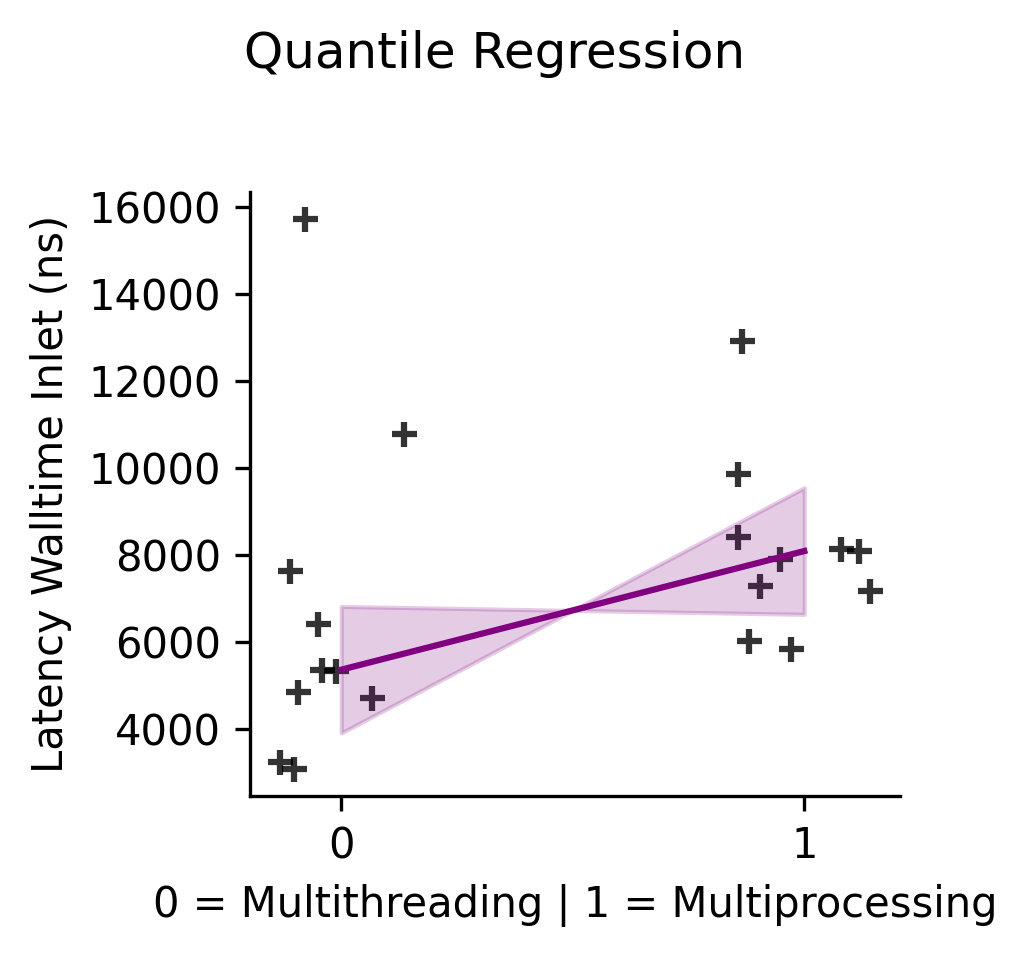 Quantile Regression
Latency Walltime Inlet (ns)
16000
14000
12000
10000
8000
6000
4000
0 1
0 = Multithreading | 1 = Multiprocessing